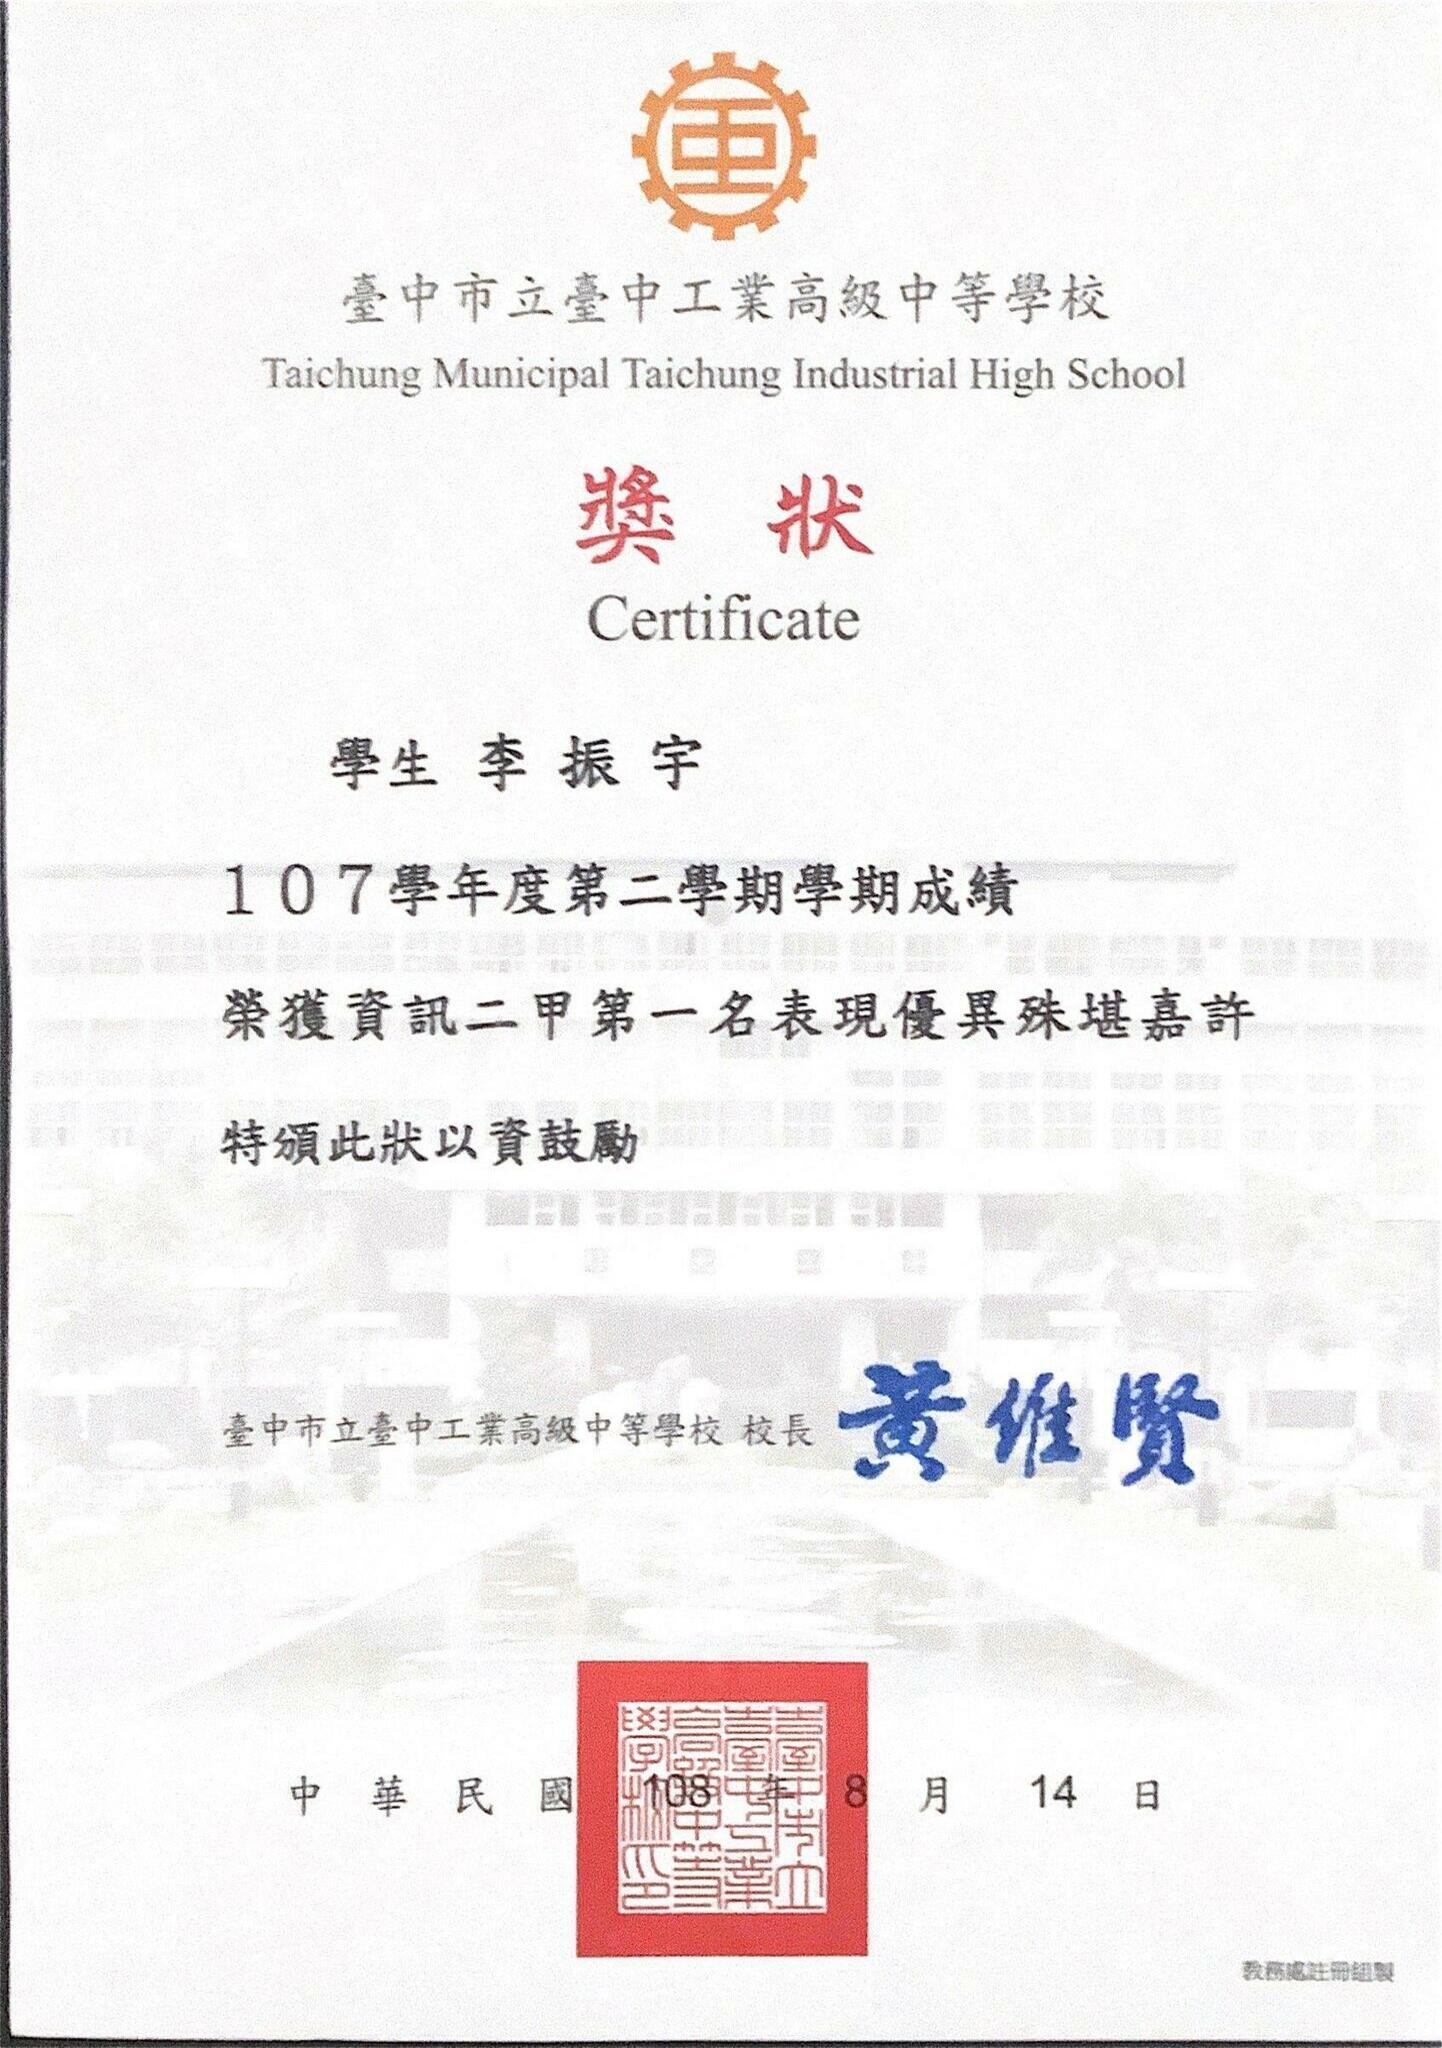 臺中市立臺中工業高級中等學校
Taichung Municipal Taichung Industrial High School
獎 狀
Certificate
學生 李 振 宇
107學年度第二學期學期成績
榮獲資訊二甲第一名表現優異殊堪嘉許
特頒此狀以資鼓勵
臺中市立臺中工業高級中等學校 校長 黃維賢
臺中市立臺中工業高級中等學校印
中 華 民 國 108 年 8 月 14 日
教務處註冊組製